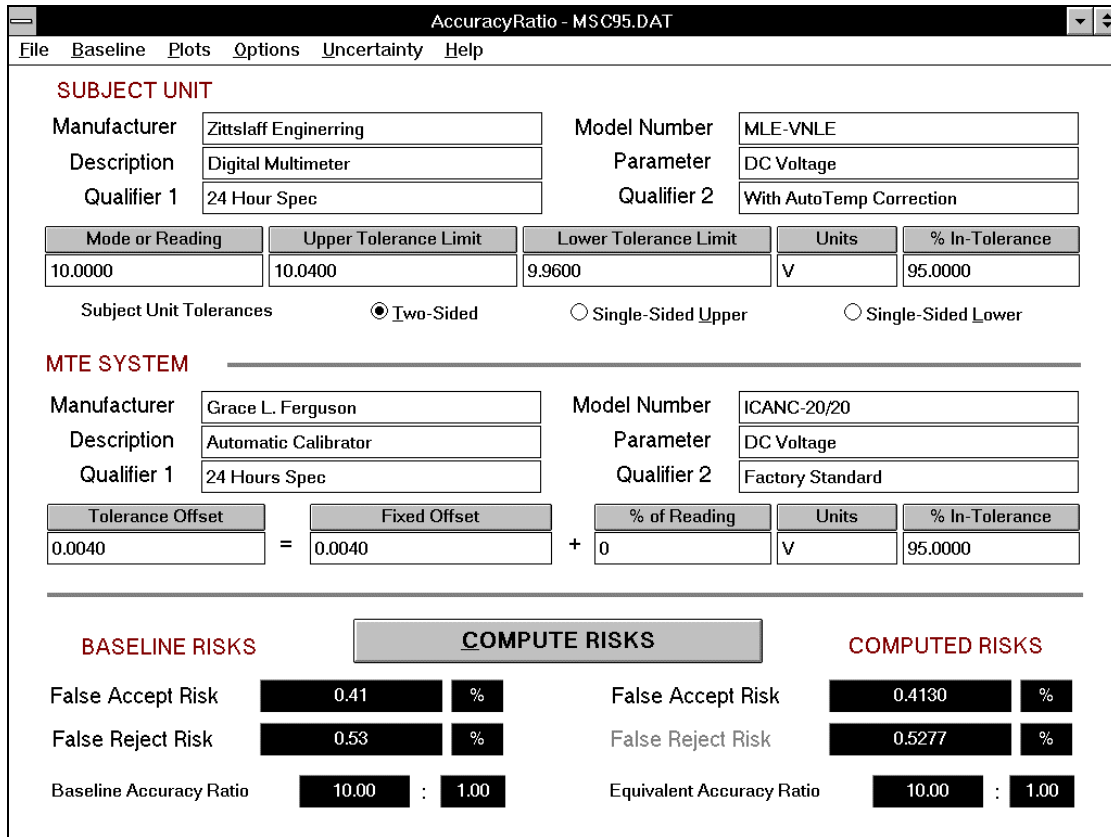 AccuracyRatio - MSC95.DAT
File Baseline Plots Options Uncertainty Help
SUBJECT UNIT
Manufacturer Zittslaff Enginerring Model Number MLE-VNLE
Description Digital Multimeter Parameter DC Voltage
Qualifier 1 24 Hour Spec Qualifier 2 With AutoTemp Correction
Mode or Reading Upper Tolerance Limit Lower Tolerance Limit Units % In-Tolerance
10.0000 10.0400 9.9600 V 95.0000
Subject Unit Tolerances Two-Sided Single-Sided Upper Single-Sided Lower
MTE SYSTEM
Manufacturer Grace L. Ferguson Model Number ICANC-20/20
Description Automatic Calibrator Parameter DC Voltage
Qualifier 1 24 Hours Spec Qualifier 2 Factory Standard
Tolerance Offset Fixed Offset % of Reading Units % In-Tolerance
0.0040 = 0.0040 + 0 V 95.0000
BASELINE RISKS COMPUTE RISKS COMPUTED RISKS
False Accept Risk 0.41 % False Accept Risk 0.4130 %
False Reject Risk 0.53 % False Reject Risk 0.5277 %
Baseline Accuracy Ratio 10.00 : 1.00 Equivalent Accuracy Ratio 10.00 : 1.00